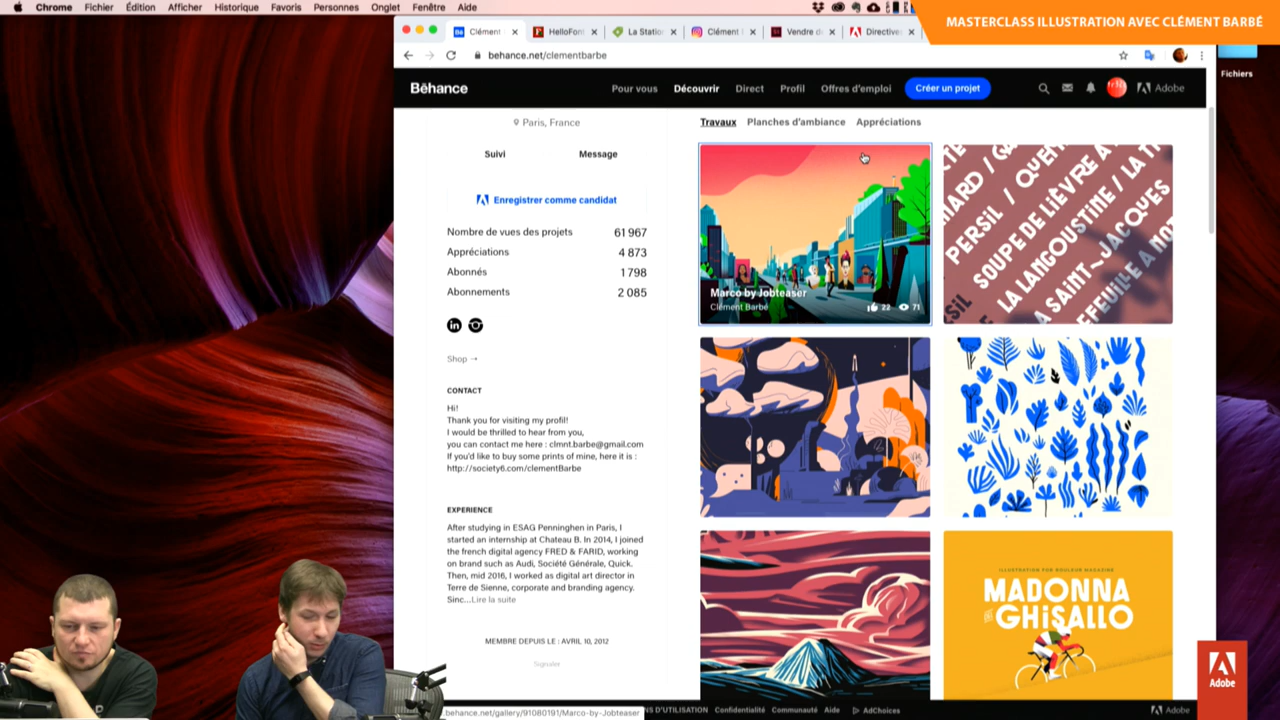 Chrome Fichier Édition Afficher Historique Favoris Personnes Onglet Fenêtre Aide
MASTERCLASS ILLUSTRATION AVEC CLÉMENT BARBÉ
Clément
HelloFont
La Station
Clément
Vendre d
Directives
behance.net/clementbarbe
Fichiers
Bēhance
Pour vous Découvrir Direct Profil Offres d'emploi Créer un projet
Adobe
Paris, France
Travaux Planches d'ambiance Appréciations
Suivi Message
Enregistrer comme candidat
Nombre de vues des projets 61 967
Appréciations 4 873
Abonnés 1 798
Abonnements 2 085
Shop →
CONTACT
Hi!
Thank you for visiting my profil!
I would be thrilled to hear from you,
you can contact me here : clmnt.barbe@gmail.com
If you'd like to buy some prints of mine, here it is :
http://society6.com/clementBarbe
EXPERIENCE
After studying in ESAG Penninghen in Paris, I
started an internship at Chateau B. In 2014, I joined
the french digital agency FRED & FARID, working
on brand such as Audi, Société Générale, Quick.
Then, mid 2016, I worked as digital art director in
Terre de Sienne, corporate and branding agency.
Sinc...Lire la suite
MEMBRE DEPUIS LE : AVRIL 10, 2012
Signaler
Marco by Jobteaser
Clément Barbé
22 71
PERSIL / QUEN
SOUPE DE LIÈVRE À
LA LANGOUSTINE / LA
SAINT-JACQUES
FEUILLE À
ILLUSTRATION FOR ROULEUR MAGAZINE
MADONNA
DEL
GHISALLO
behance.net/gallery/91080191/Marco-by-Jobteaser
NS D'UTILISATION Confidentialité Communauté Aide AdChoices
Adobe
Adobe